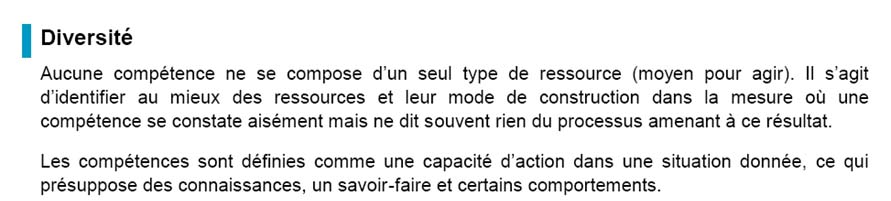 Diversité
Aucune compétence ne se compose d’un seul type de ressource (moyen pour agir). Il s’agit
d’identifier au mieux des ressources et leur mode de construction dans la mesure où une
compétence se constate aisément mais ne dit souvent rien du processus amenant à ce résultat.
Les compétences sont définies comme une capacité d’action dans une situation donnée, ce qui
présuppose des connaissances, un savoir-faire et certains comportements.